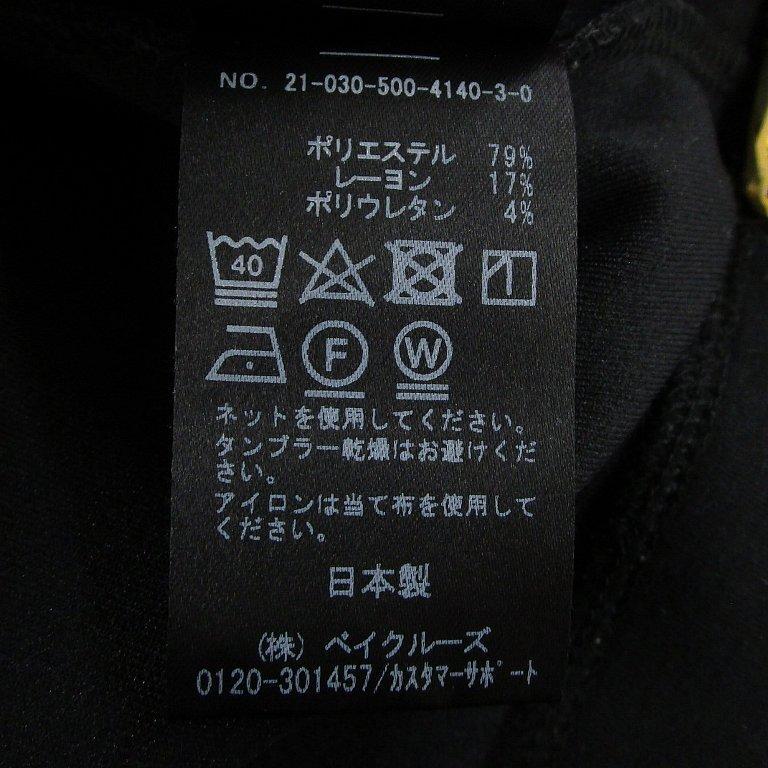 NO. 21-030-500-4140-3-0
ポリエステル 79%
レーヨン 17%
ポリウレタン 4%
40
F W
ネットを使用してください。
タンブラー乾燥はお避けくだ
さい。
アイロンは当て布を使用して
ください。
日本製
(株) ベイクルーズ
0120-301457/カスタマーサポート